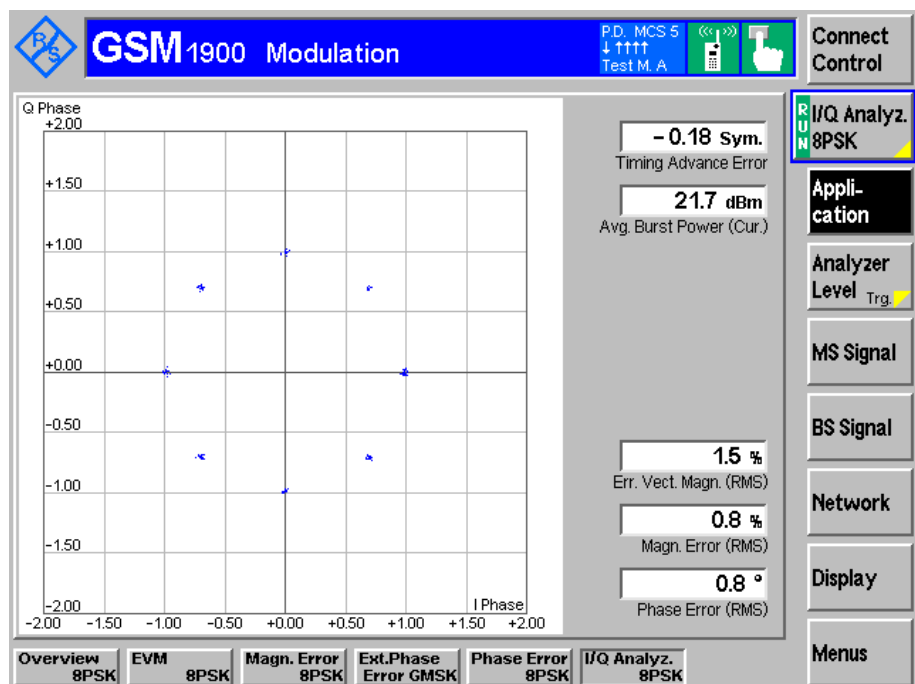 R&S
GSM 1900 Modulation
P.D. MCS 5
↓ ↑↑↑↑
Test M. A
Connect
Control
Q Phase
+2.00
+1.50
+1.00
+0.50
+0.00
-0.50
-1.00
-1.50
-2.00
I Phase
-2.00 -1.50 -1.00 -0.50 +0.00 +0.50 +1.00 +1.50 +2.00
- 0.18 Sym.
Timing Advance Error
21.7 dBm
Avg. Burst Power (Cur.)
1.5 %
Err. Vect. Magn. (RMS)
0.8 %
Magn. Error (RMS)
0.8 °
Phase Error (RMS)
RUN
I/Q Analyz.
8PSK
Appli-
cation
Analyzer
Level Trg.
MS Signal
BS Signal
Network
Display
Menus
Overview
8PSK
EVM
8PSK
Magn. Error
8PSK
Ext.Phase
Error GMSK
Phase Error
8PSK
I/Q Analyz.
8PSK